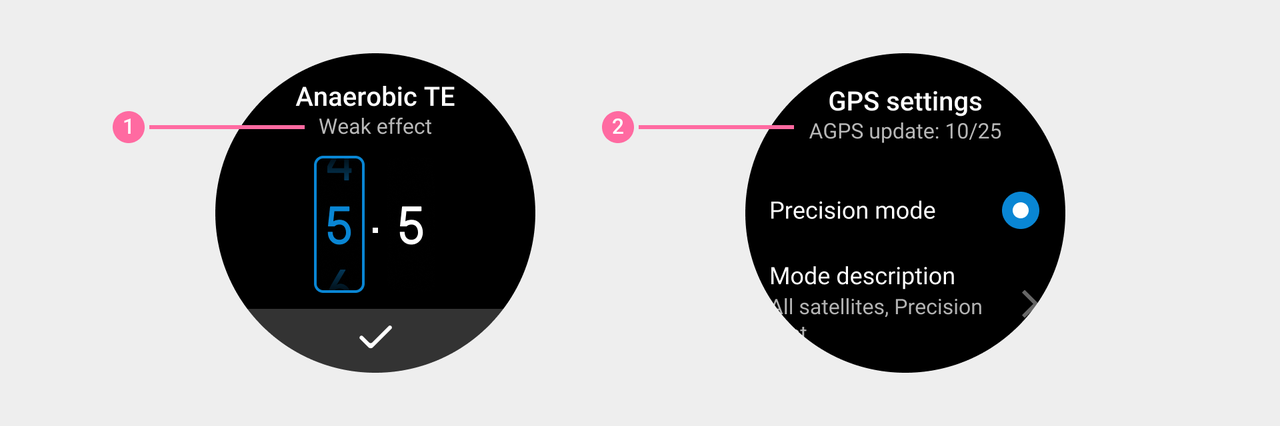 Anaerobic TE
1
Weak effect
4
5 . 5
6
GPS settings
2
AGPS update: 10/25
Precision mode
Mode description
All satellites, Precision